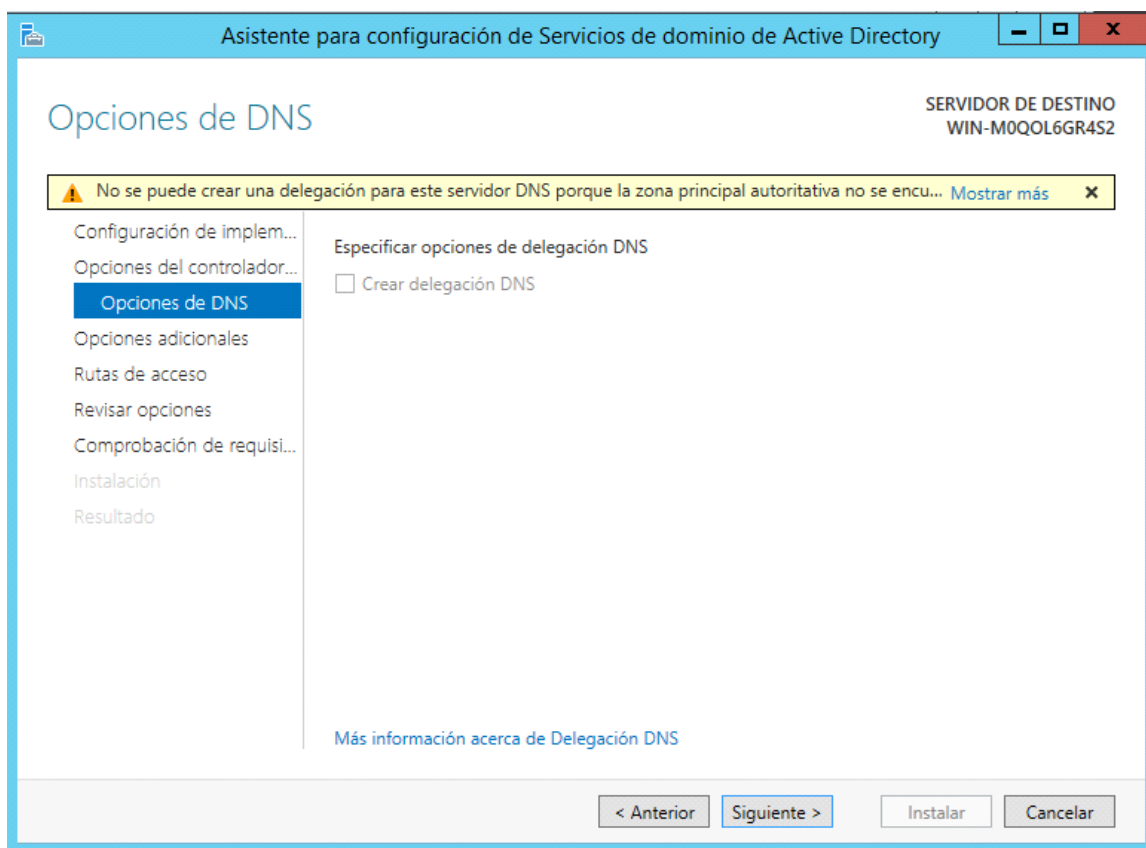 Asistente para configuración de Servicios de dominio de Active Directory
Opciones de DNS
SERVIDOR DE DESTINO
WIN-M0QOL6GR4S2
No se puede crear una delegación para este servidor DNS porque la zona principal autoritativa no se encu... Mostrar más
Configuración de implem...
Opciones del controlador...
Opciones de DNS
Opciones adicionales
Rutas de acceso
Revisar opciones
Comprobación de requisi...
Instalación
Resultado
Especificar opciones de delegación DNS
Crear delegación DNS
Más información acerca de Delegación DNS
< Anterior Siguiente > Instalar Cancelar